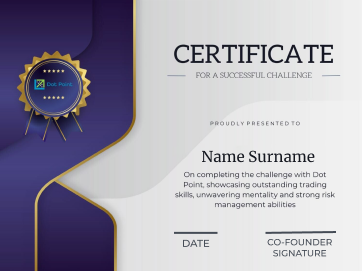 CERTIFICATE
FOR A SUCCESSFUL CHALLENGE
Dot Point
PROUDLY PRESENTED TO
Name Surname
On completing the challenge with Dot
Point, showcasing outstanding trading
skills, unwavering mentality and strong risk
management abilities
DATE
CO-FOUNDER
SIGNATURE